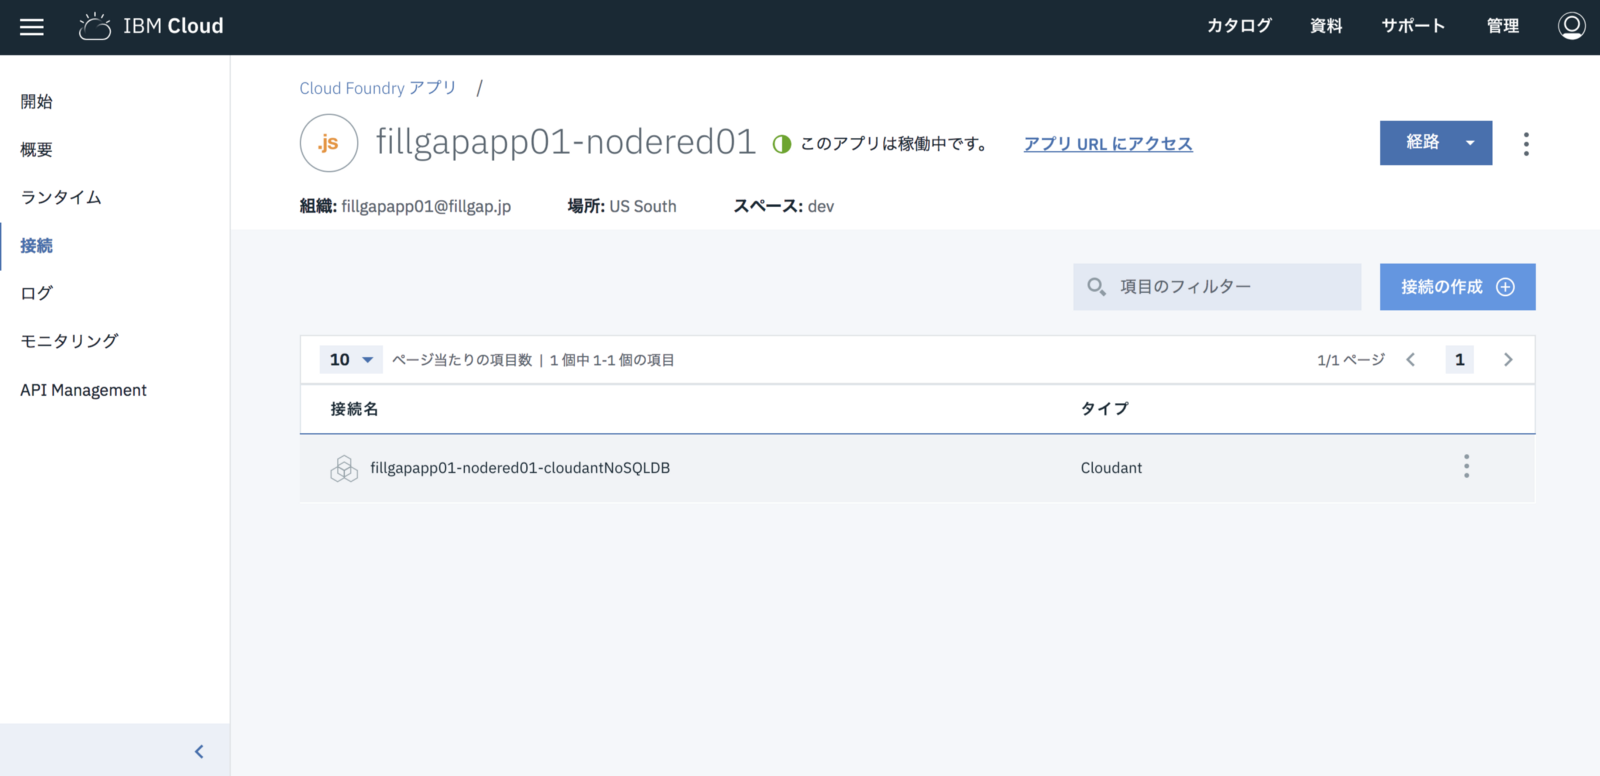 IBM Cloud
カタログ 資料 サポート 管理
開始
概要
ランタイム
接続
ログ
モニタリング
API Management
Cloud Foundry アプリ /
.js fillgapapp01-nodered01 このアプリは稼働中です。 アプリ URL にアクセス 経路
組織: fillgapapp01@fillgap.jp 場所: US South スペース: dev
項目のフィルター 接続の作成
10 ページ当たりの項目数 | 1 個中 1-1 個の項目 1/1 ページ 1
接続名 タイプ
fillgapapp01-nodered01-cloudantNoSQLDB Cloudant